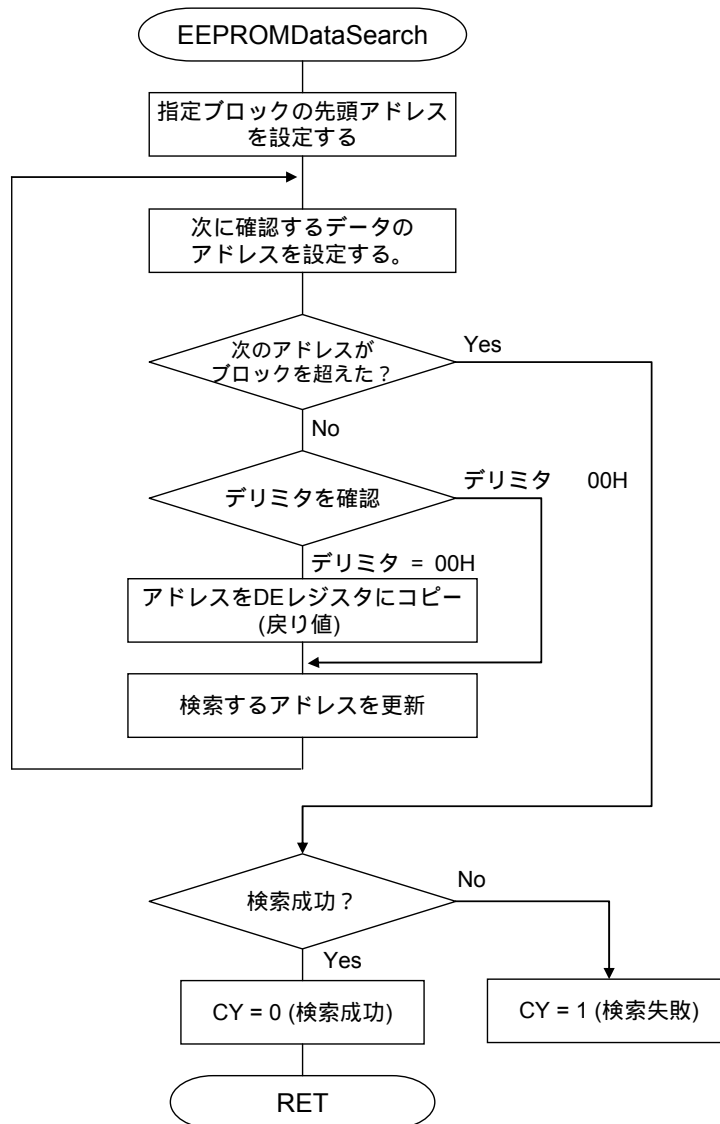 EEPROMDataSearch
指定ブロックの先頭アドレス
を設定する
次に確認するデータの
アドレスを設定する。
次のアドレスが
ブロックを超えた？
Yes
No
デリミタを確認
デリミタ 00H
デリミタ = 00H
アドレスをDEレジスタにコピー
(戻り値)
検索するアドレスを更新
検索成功？
No
Yes
CY = 0 (検索成功)
CY = 1 (検索失敗)
RET